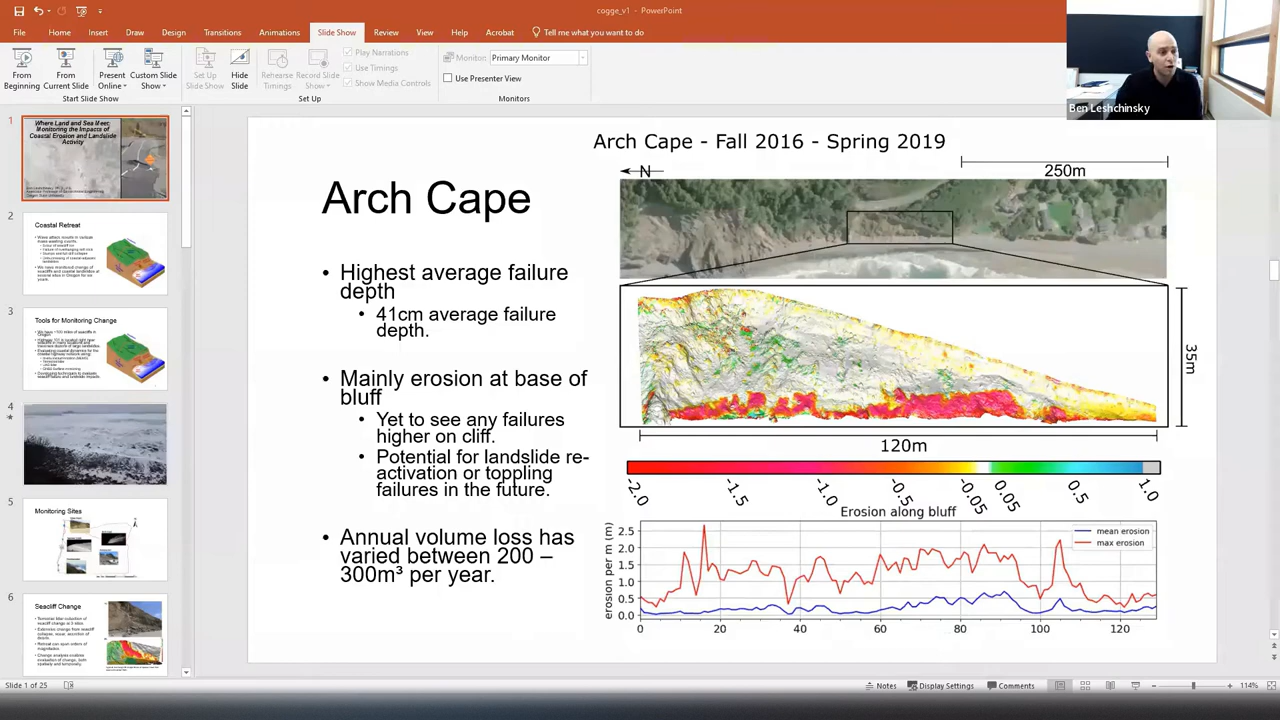 cogge_v1 - PowerPoint
File Home Insert Draw Design Transitions Animations Slide Show Review View Help Acrobat Tell me what you want to do
From Beginning
From Current Slide
Present Online
Custom Slide Show
Start Slide Show
Set Up Slide Show
Hide Slide
Rehearse Timings
Record Slide Show
Play Narrations
Use Timings
Show Media Controls
Set Up
Monitor: Primary Monitor
Use Presenter View
Monitors
Ben Leshchinsky
1
Where Land and Sea Meet:
Monitoring the Impacts of
Coastal Erosion and Landslide
Activity
2
Coastal Retreat
3
Tools for Monitoring Change
4
5
Monitoring Sites
6
Seacliff Change
Arch Cape
• Highest average failure
depth
• 41cm average failure
depth.
• Mainly erosion at base of
bluff
• Yet to see any failures
higher on cliff.
• Potential for landslide re-
activation or toppling
failures in the future.
• Annual volume loss has
varied between 200 –
300m³ per year.
Arch Cape - Fall 2016 - Spring 2019
N
250m
35m
120m
-2.0 -1.5 -1.0 -0.5 -0.05 0.05 0.5 1.0
Erosion along bluff
erosion per m (m)
2.5
2.0
1.5
1.0
0.5
0.0
mean erosion
max erosion
0 20 40 60 80 100 120
Slide 1 of 25
Notes Display Settings Comments 114%